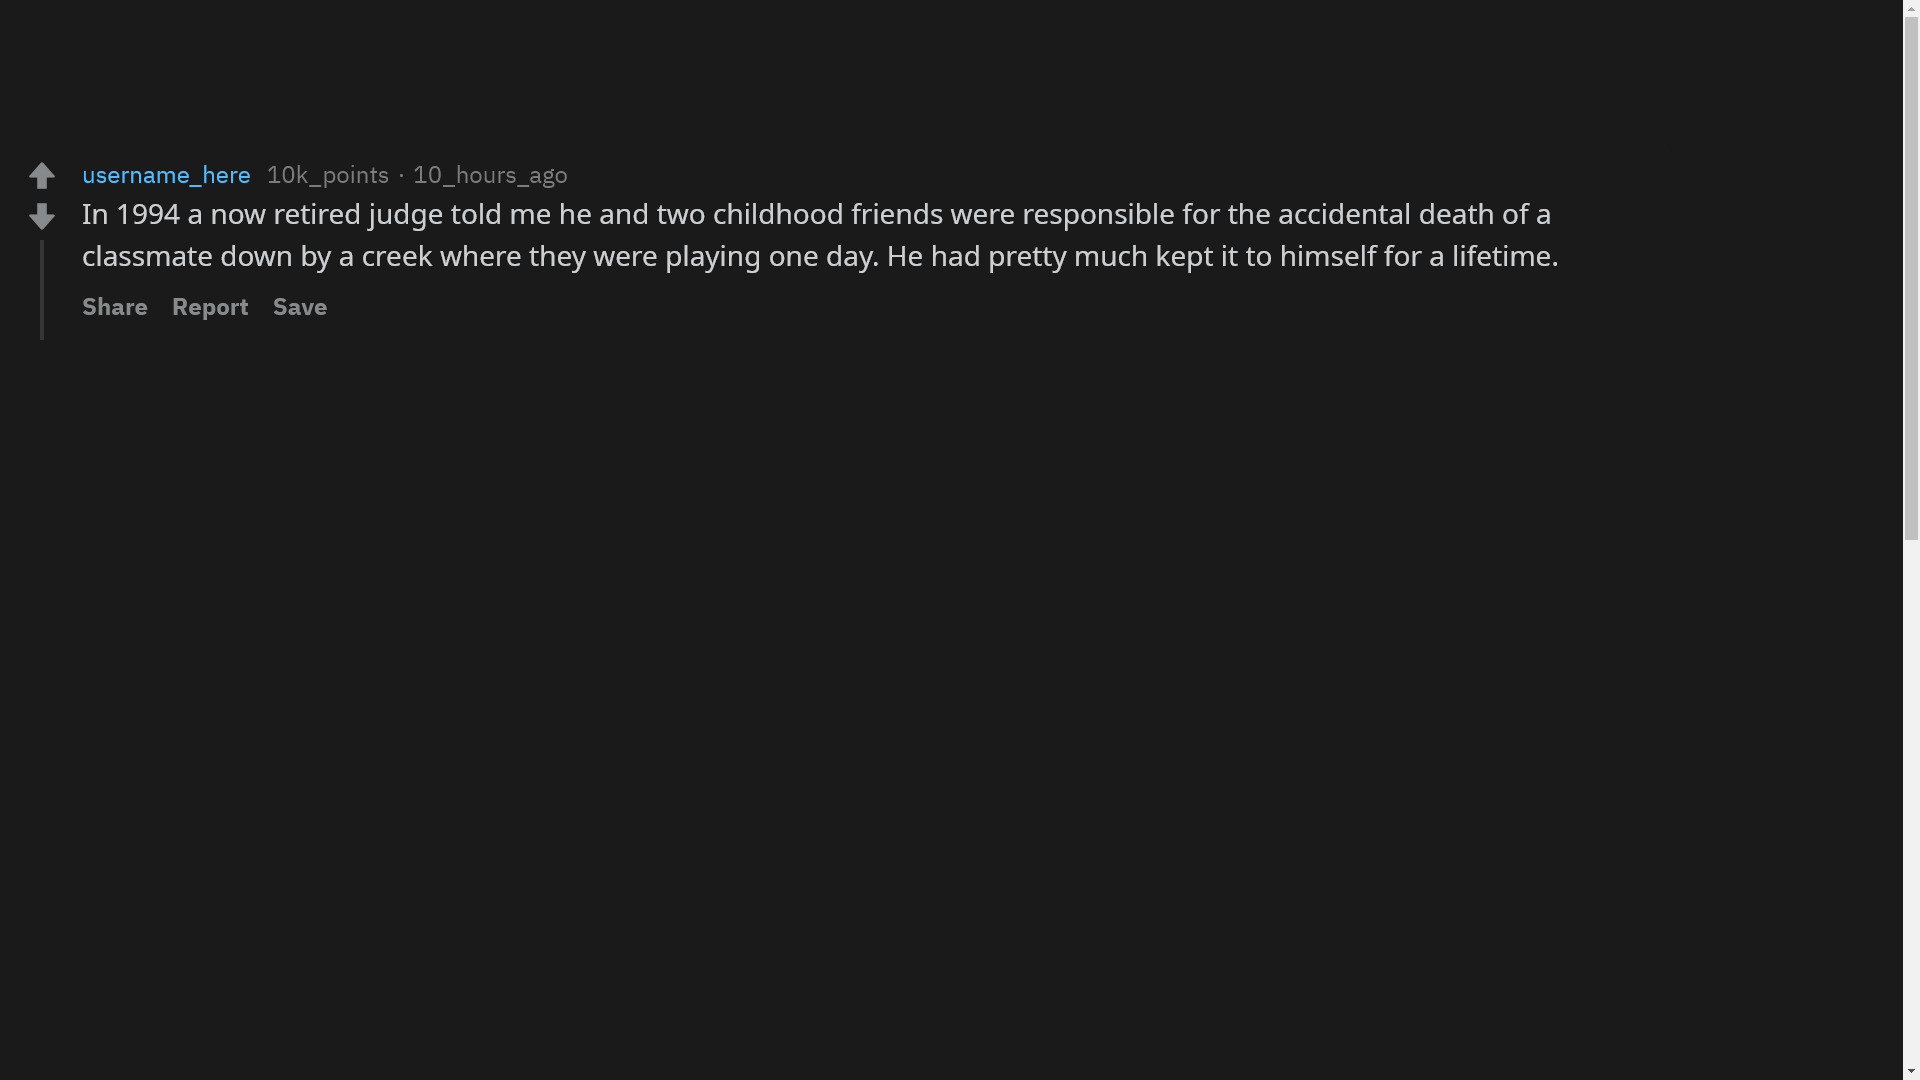 username_here 10k_points · 10_hours_ago
In 1994 a now retired judge told me he and two childhood friends were responsible for the accidental death of a
classmate down by a creek where they were playing one day. He had pretty much kept it to himself for a lifetime.
Share Report Save